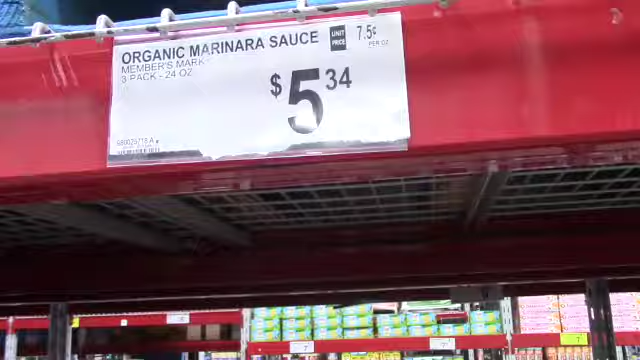 ORGANIC MARINARA SAUCE
MEMBER'S MARK
3 PACK - 24 OZ
UNIT PRICE
7.5¢
PER OZ
$5 34